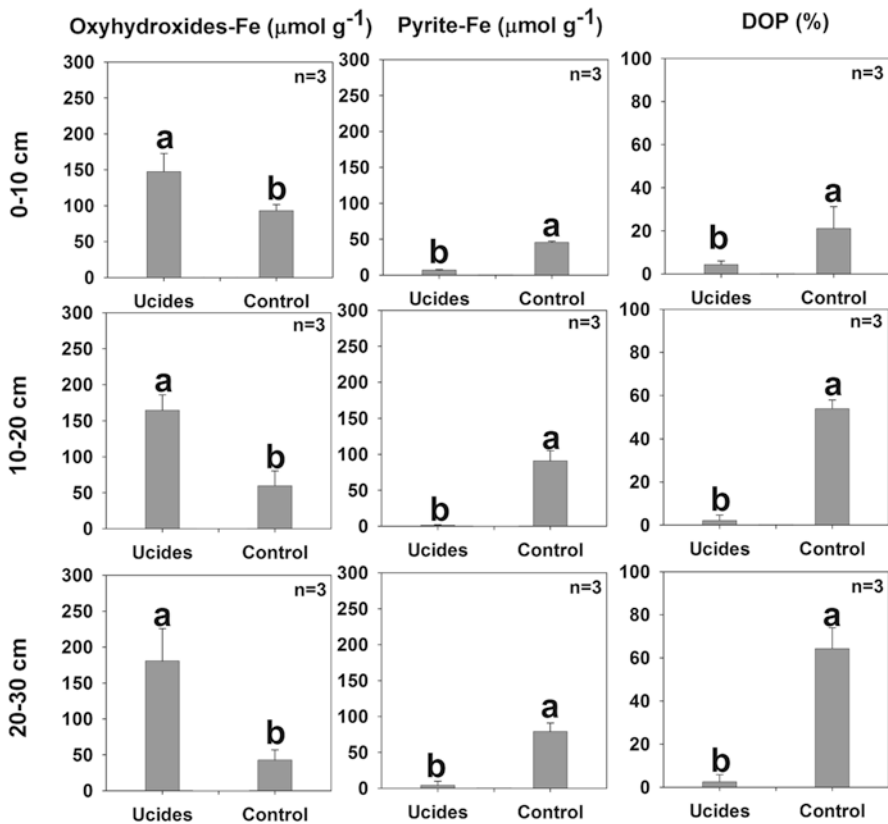 Oxyhydroxides-Fe (μmol g⁻¹) Pyrite-Fe (μmol g⁻¹) DOP (%)
0-10 cm
300 250 200 150 100 50 0
n=3
a b
Ucides Control
300 250 200 150 100 50 0
n=3
b a
Ucides Control
100 80 60 40 20 0
n=3
b a
Ucides Control
10-20 cm
300 250 200 150 100 50 0
n=3
a b
Ucides Control
300 250 200 150 100 50 0
n=3
b a
Ucides Control
100 80 60 40 20 0
n=3
b a
Ucides Control
20-30 cm
300 250 200 150 100 50 0
n=3
a b
Ucides Control
300 250 200 150 100 50 0
n=3
b a
Ucides Control
100 80 60 40 20 0
n=3
b a
Ucides Control